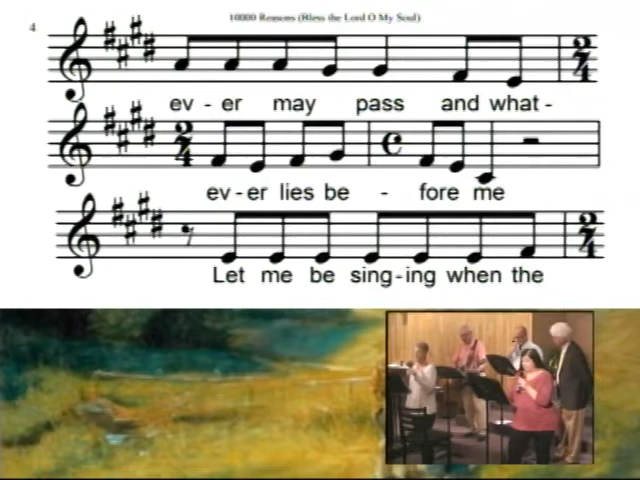 10000 Reasons (Bless the Lord O My Soul)
4
ev - er may pass and what -
ev - er lies be - fore me
Let me be sing - ing when the